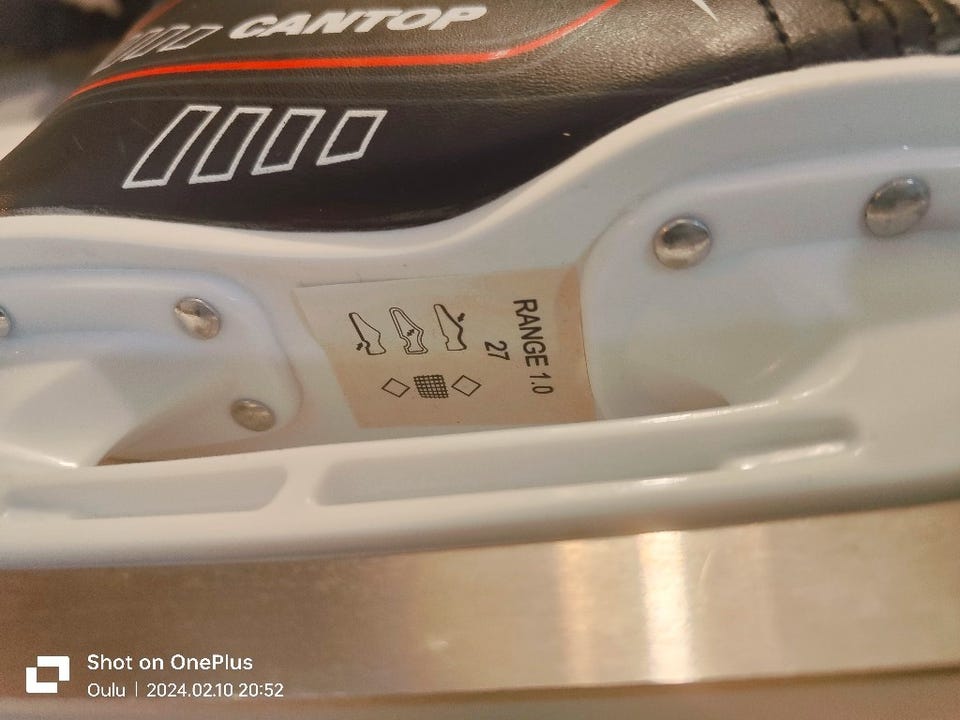 CANTOP
RANGE 1.0
27
Shot on OnePlus
Oulu | 2024.02.10 20:52